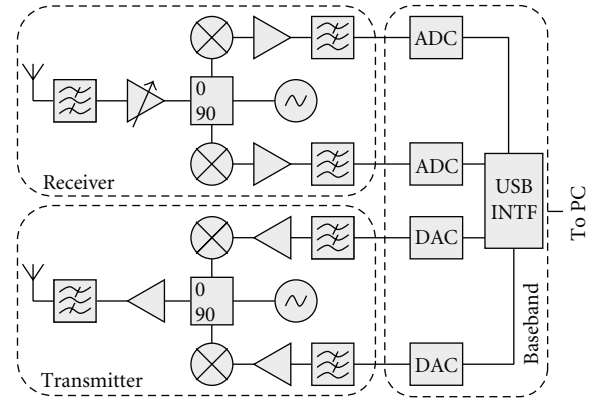 ADC
0
90
ADC
Receiver
USB
INTF
To PC
DAC
0
90
DAC
Baseband
Transmitter